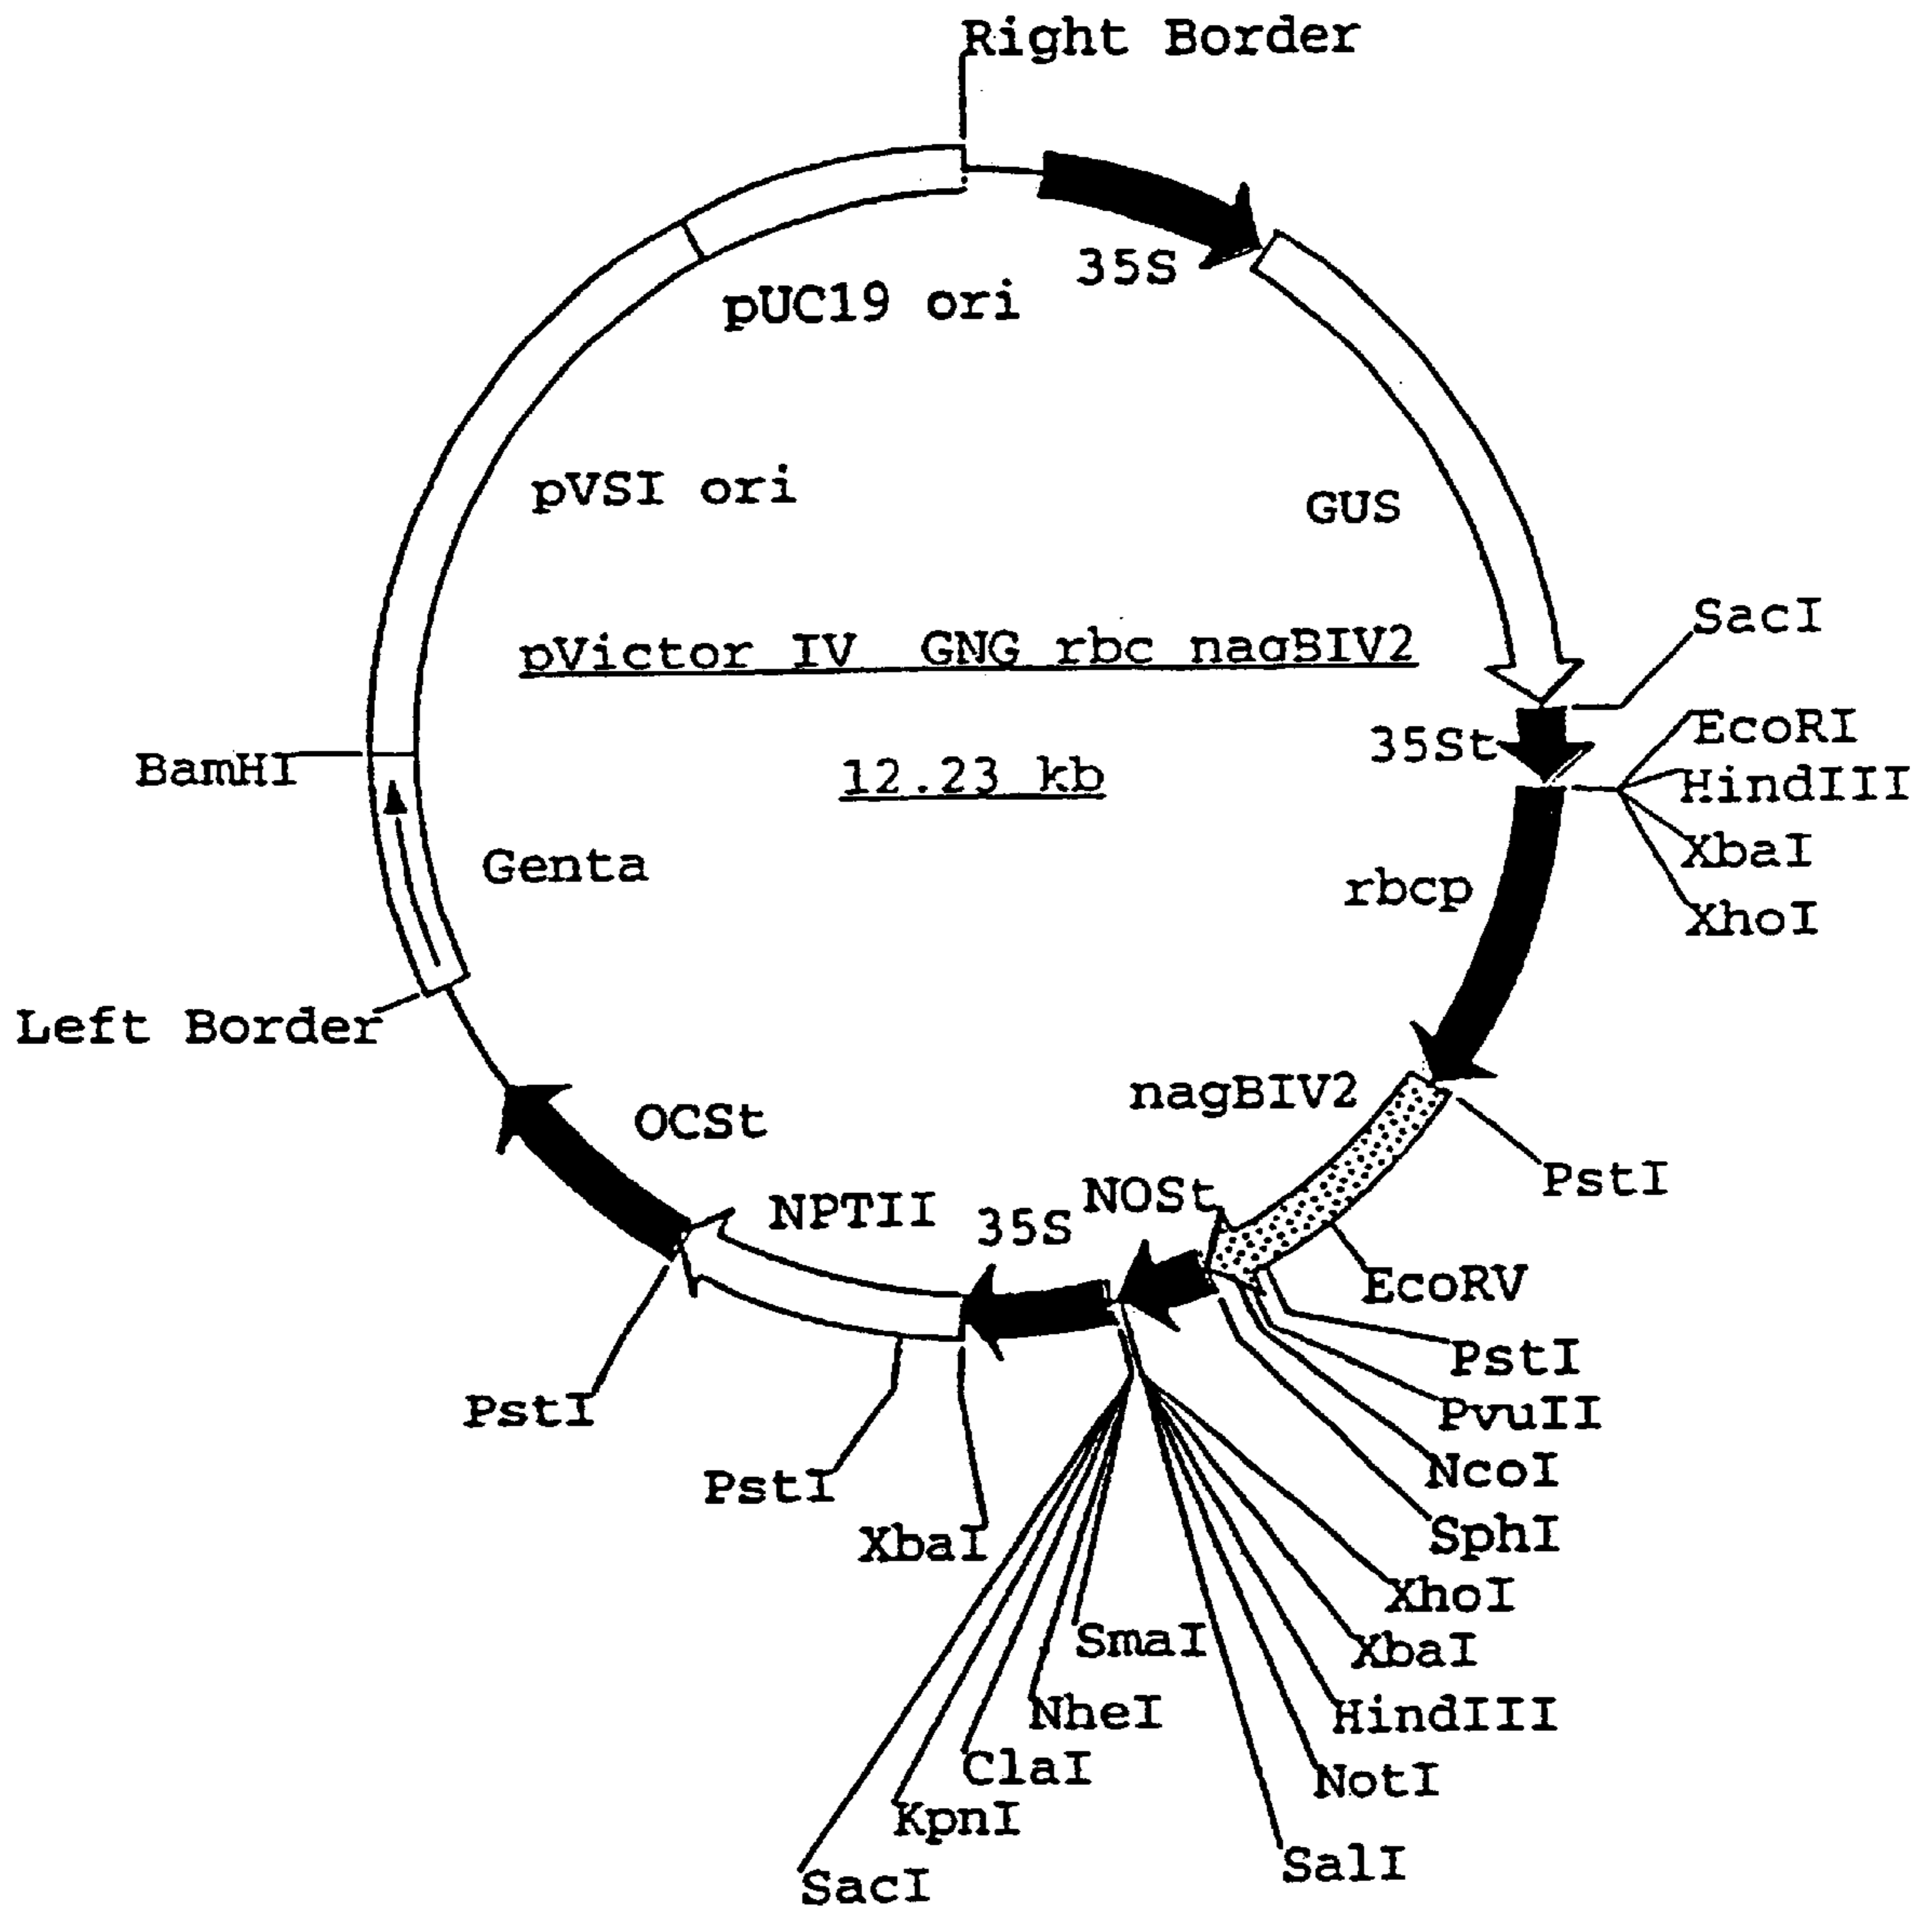 Right Border
35S
pUC19 ori
pVSI ori
GUS
SacI
pVictor IV GNG rbc nagBIV2
EcoRI
35St
HindIII
BamHI
12.23 kb
XbaI
Genta
rbcp
XhoI
Left Border
nagBIV2
OCSt
PstI
NOSt
NPTII
35S
EcoRV
PstI
PstI
PvuII
NcoI
PstI
SphI
XbaI
XhoI
SmaI
XbaI
NheI
HindIII
ClaI
NotI
KpnI
SalI
SacI